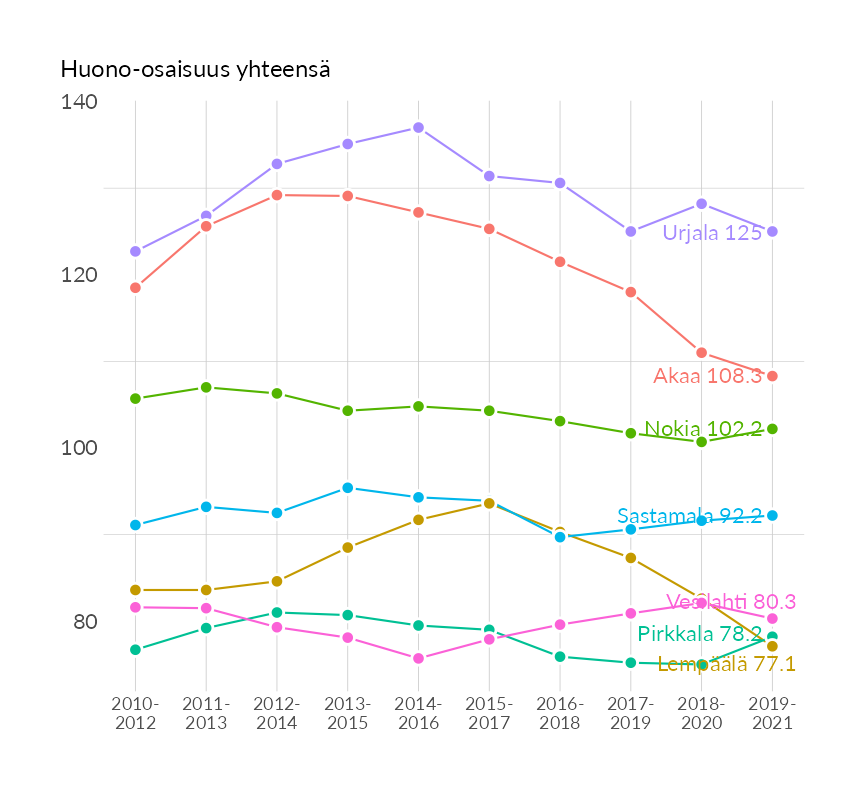 Huono-osaisuus yhteensä
140
120
100
80
Urjala 125
Akaa 108.3
Nokia 102.2
Sastamala 92.2
Vesilahti 80.3
Pirkkala 78.2
Lempäälä 77.1
2010- 2011- 2012- 2013- 2014- 2015- 2016- 2017- 2018- 2019-
2012 2013 2014 2015 2016 2017 2018 2019 2020 2021